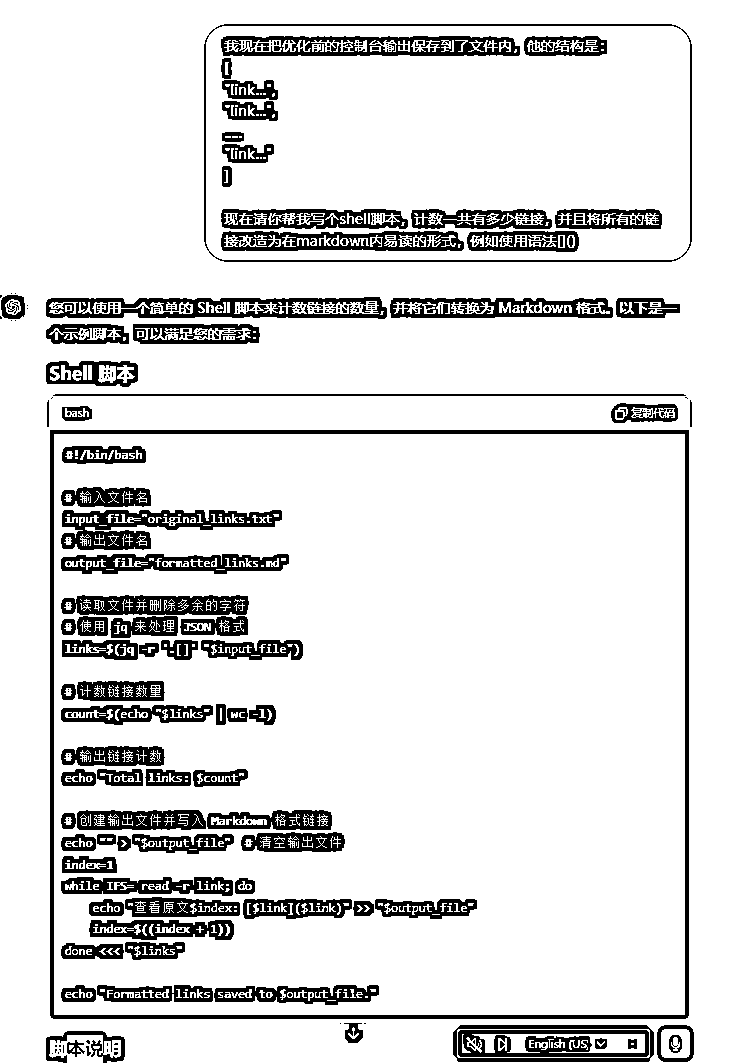 我现在把优化前的控制台输出保存到了文件内，他的结构是：
[
"link...",
"link...",
...
"link..."
]
现在请你帮我写个shell脚本，计数一共有多少链接，并且将所有的链
接改造为在markdown内易读的形式，例如使用语法[]()
您可以使用一个简单的 Shell 脚本来计数链接的数量，并将它们转换为 Markdown 格式。以下是一
个示例脚本，可以满足您的需求：
Shell 脚本
bash 复制代码
#!/bin/bash
# 输入文件名
input_file="original_links.txt"
# 输出文件名
output_file="formatted_links.md"
# 读取文件并删除多余的字符
# 使用 jq 来处理 JSON 格式
links=$(jq -r '.[]' "$input_file")
# 计数链接数量
count=$(echo "$links" | wc -l)
# 输出链接计数
echo "Total links: $count"
# 创建输出文件并写入 Markdown 格式链接
echo "" > "$output_file" # 清空输出文件
index=1
while IFS= read -r link; do
echo "查看原文$index: [$link]($link)" >> "$output_file"
index=$((index + 1))
done <<< "$links"
echo "Formatted links saved to $output_file."
脚本说明
English (US)